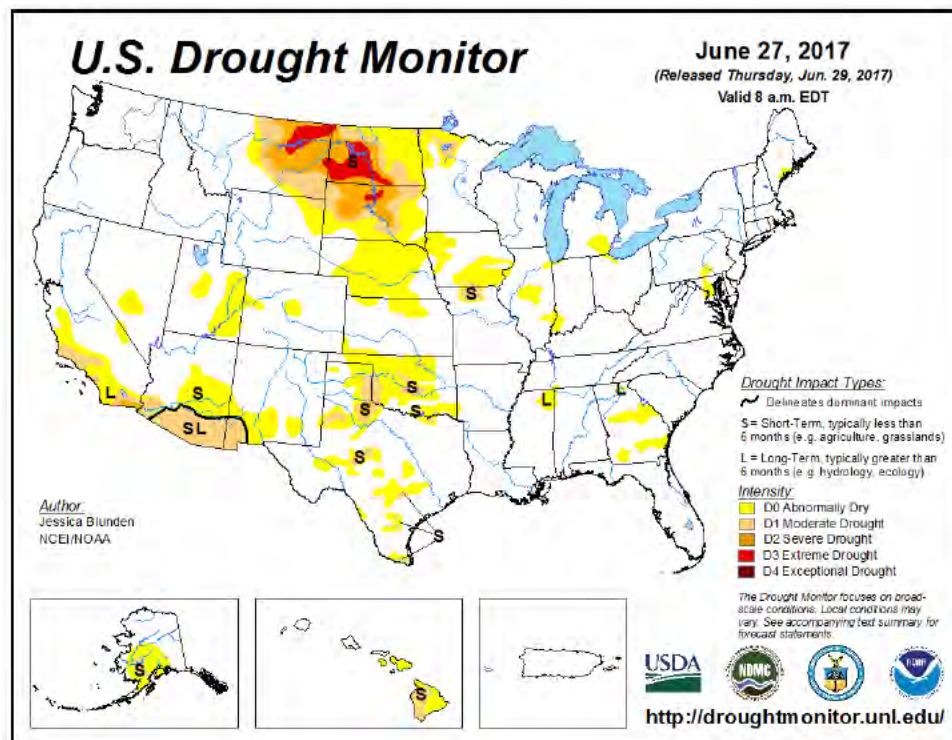 U.S. Drought Monitor
June 27, 2017
(Released Thursday, Jun. 29, 2017)
Valid 8 a.m. EDT
S
S
L
S
S
S L
S
S
S
S
S
L
L
Drought Impact Types:
Delineates dominant impacts
S = Short-Term, typically less than
6 months (e.g. agriculture, grasslands)
L = Long-Term, typically greater than
6 months (e.g. hydrology, ecology)
Intensity:
D0 Abnormally Dry
D1 Moderate Drought
D2 Severe Drought
D3 Extreme Drought
D4 Exceptional Drought
Author:
Jessica Blunden
NCEI/NOAA
The Drought Monitor focuses on broad-
scale conditions. Local conditions may
vary. See accompanying text summary for
forecast statements.
S
S
USDA
NDMC
http://droughtmonitor.unl.edu/